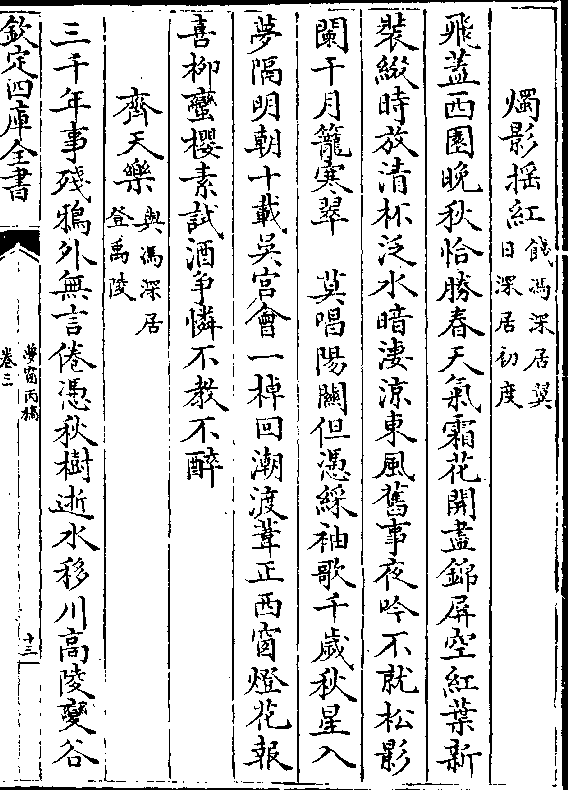 燭影揺紅餞馮深居翼
日深居初度
飛蓋西園晚秋恰勝春天氣霜花開盡錦屏空紅葉新
裝綴時放清杯泛水暗淒涼東風舊事夜吟不就松影
闌干月籠寒翠　莫唱陽關但憑綵袖歌千歲秋星入
夢隔明朝十載吳宮會一棹回潮渡葦正西窗燈花報
喜柳蠻櫻素試酒爭憐不教不醉
齊天樂與馮深居
登禹陵
三千年事殘鴉外無言倦憑秋樹逝水移川高陵變谷
欽定四庫全書
夢窗丙稿
卷三
十三